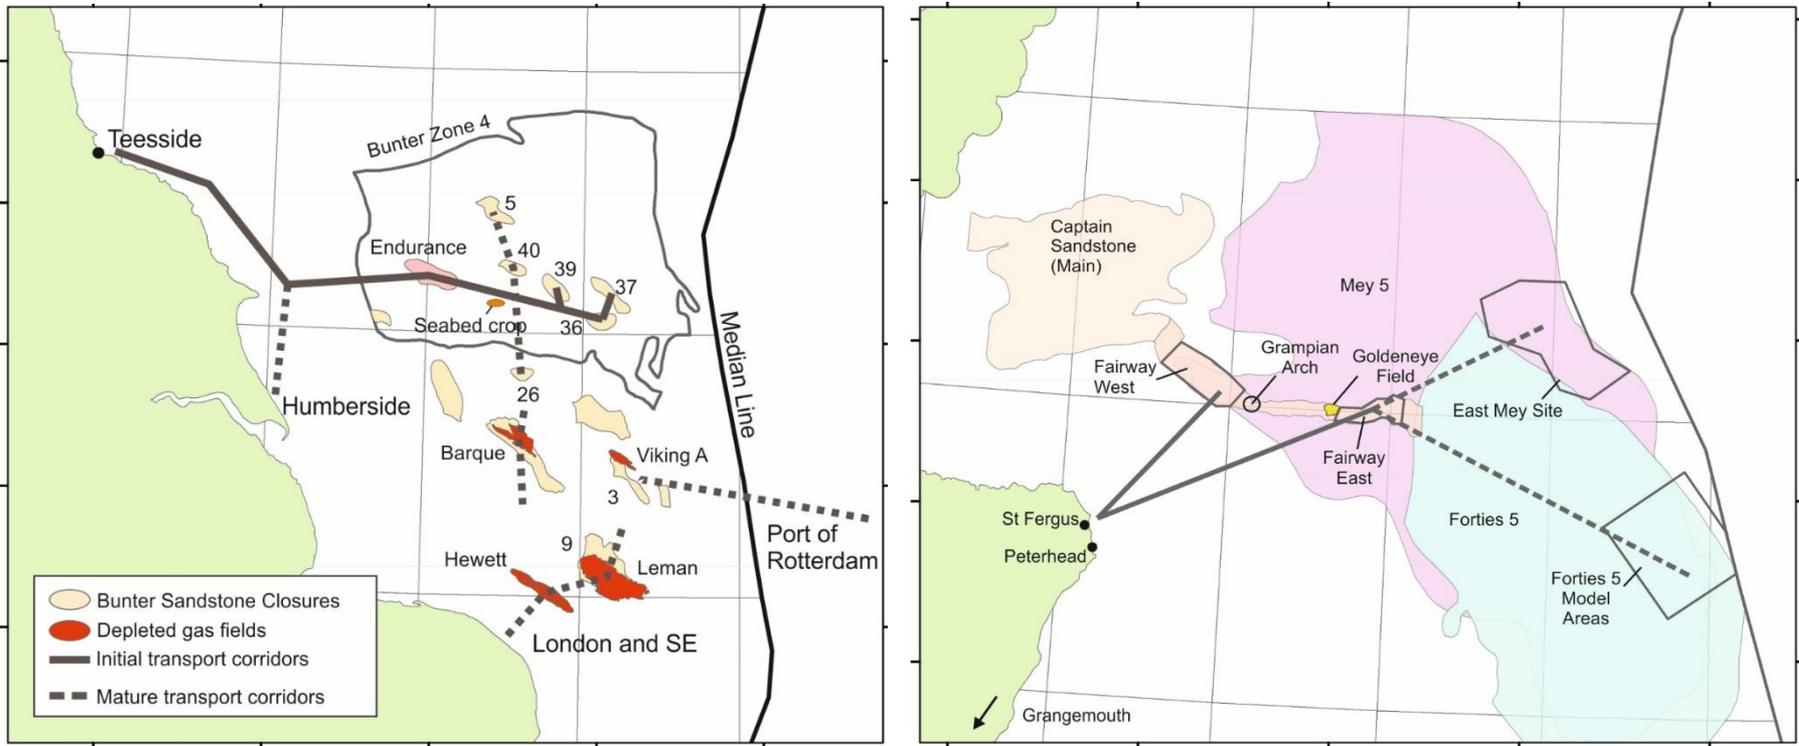 Teesside
Bunter Zone 4
5
Endurance
40
39
37
Seabed crop
36
Median Line
26
Humberside
Barque
Viking A
3
Port of
Rotterdam
9
Hewett
Leman
London and SE
Bunter Sandstone Closures
Depleted gas fields
Initial transport corridors
Mature transport corridors
Captain
Sandstone
(Main)
Mey 5
Fairway
West
Grampian
Arch
Goldeneye
Field
East Mey Site
Fairway
East
St Fergus
Forties 5
Peterhead
Forties 5
Model
Areas
Grangemouth